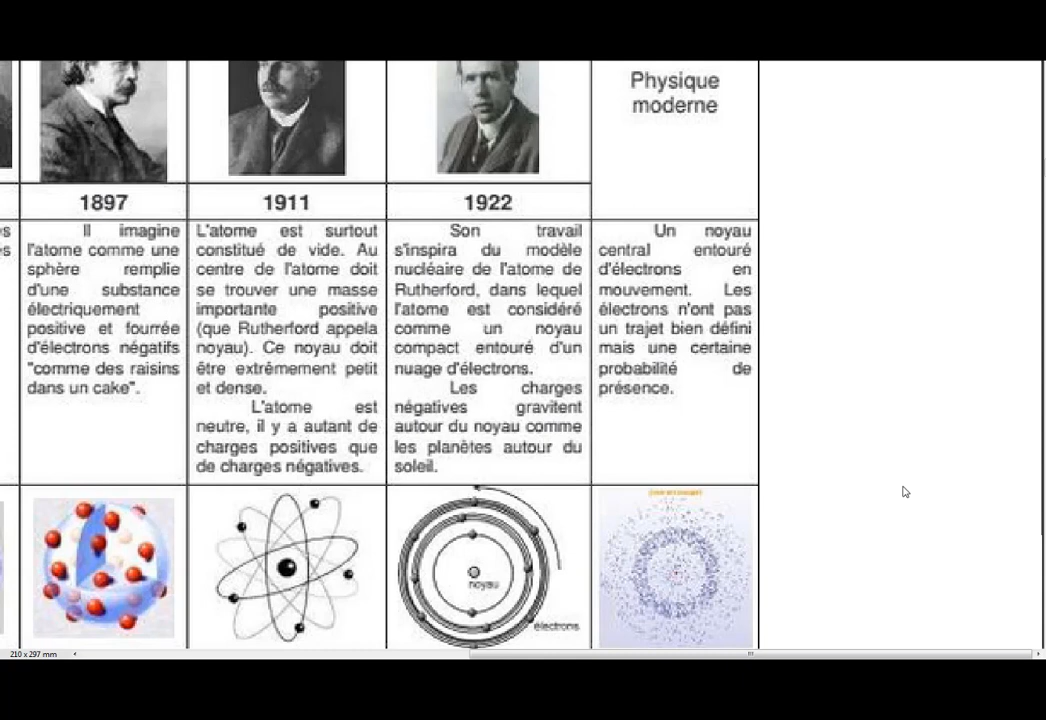 Physique
moderne
1897
1911
1922
Il imagine
l'atome comme une
sphère remplie
d'une substance
électriquement
positive et fourrée
d'électrons négatifs
"comme des raisins
dans un cake".
L'atome est surtout
constitué de vide. Au
centre de l'atome doit
se trouver une masse
importante positive
(que Rutherford appela
noyau). Ce noyau doit
être extrêmement petit
et dense.
L'atome est
neutre, il y a autant de
charges positives que
de charges négatives.
Son travail
s'inspira du modèle
nucléaire de l'atome de
Rutherford, dans lequel
l'atome est considéré
comme un noyau
compact entouré d'un
nuage d'électrons.
Les charges
négatives gravitent
autour du noyau comme
les planètes autour du
soleil.
Un noyau
central entouré
d'électrons en
mouvement. Les
électrons n'ont pas
un trajet bien défini
mais une certaine
probabilité de
présence.
noyau
électrons
210 x 297 mm